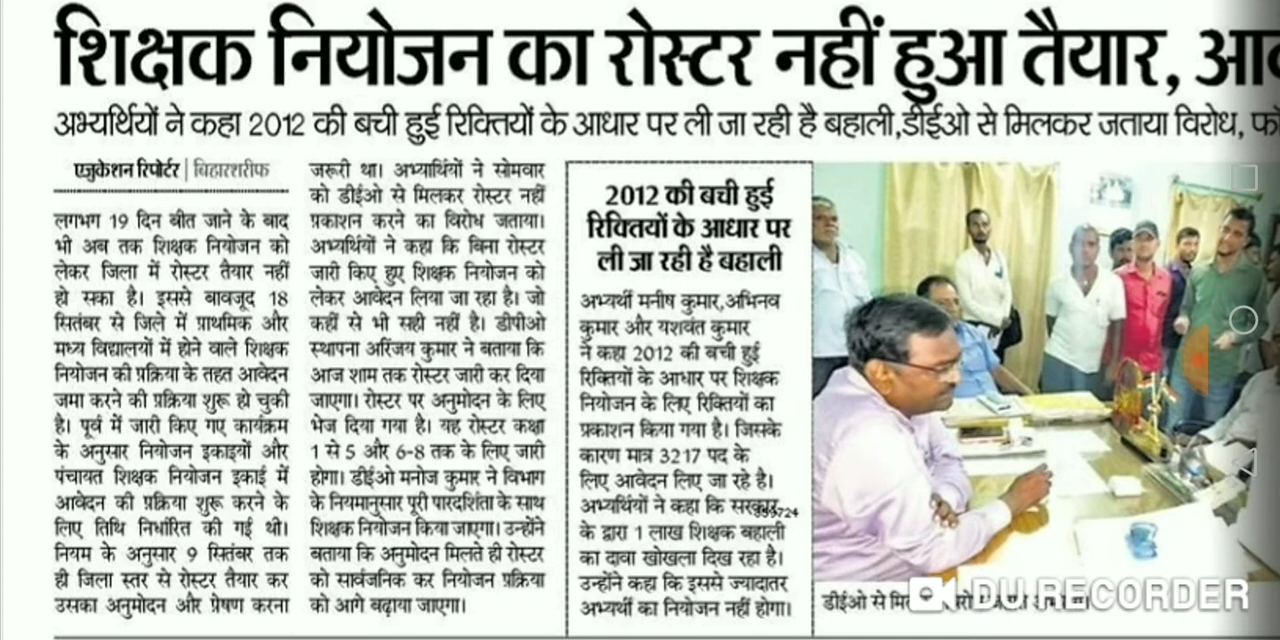 शिक्षक नियोजन का रोस्टर नहीं हुआ तैयार,
अभ्यर्थियों ने कहा 2012 की बची हुई रिक्तियों के आधार पर ली जा रही है बहाली,डीईओ से मिलकर जताया विरोध,
एजुकेशन रिपोर्टर | बिहारशरीफ
लगभग 19 दिन बीत जाने के बाद
भी अब तक शिक्षक नियोजन को
लेकर जिला में रोस्टर तैयार नहीं
हो सका है। इससे बावजूद 18
सितंबर से जिले में प्राथमिक और
मध्य विद्यालयों में होने वाले शिक्षक
नियोजन की प्रक्रिया के तहत आवेदन
जमा करने की प्रक्रिया शुरू हो चुकी
है। पूर्व में जारी किए गए कार्यक्रम
के अनुसार नियोजन इकाइयों और
पंचायत शिक्षक नियोजन इकाई में
आवेदन की प्रक्रिया शुरू करने के
लिए तिथि निर्धारित की गई थी।
नियम के अनुसार 9 सितंबर तक
ही जिला स्तर से रोस्टर तैयार कर
उसका अनुमोदन और प्रेषण करना
जरूरी था। अभ्यार्थियों ने सोमवार
को डीईओ से मिलकर रोस्टर नहीं
प्रकाशन करने का विरोध जताया।
अभ्यर्थियों ने कहा कि बिना रोस्टर
जारी किए हुए शिक्षक नियोजन को
लेकर आवेदन लिया जा रहा है। जो
कहीं से भी सही नहीं है। डीपीओ
स्थापना अरिंजय कुमार ने बताया कि
आज शाम तक रोस्टर जारी कर दिया
जाएगा। रोस्टर पर अनुमोदन के लिए
भेज दिया गया है। यह रोस्टर कक्षा
1 से 5 और 6-8 तक के लिए जारी
होगा। डीईओ मनोज कुमार ने विभाग
के नियमानुसार पूरी पारदर्शिता के साथ
शिक्षक नियोजन किया जाएगा। उन्होंने
बताया कि अनुमोदन मिलते ही रोस्टर
को सार्वजनिक कर नियोजन प्रक्रिया
को आगे बढ़ाया जाएगा।
2012 की बची हुई
रिक्तियों के आधार पर
ली जा रही है बहाली
अभ्यर्थी मनीष कुमार,अभिनव
कुमार और यशवंत कुमार
ने कहा 2012 की बची हुई
रिक्तियों के आधार पर शिक्षक
नियोजन के लिए रिक्तियों का
प्रकाशन किया गया है। जिसके
कारण मात्र 3217 पद के
लिए आवेदन लिए जा रहे है।
अभ्यर्थियों ने कहा कि सरकार
के द्वारा 1 लाख शिक्षक बहाली
का दावा खोखला दिख रहा है।
उन्होंने कहा कि इससे ज्यादातर
अभ्यर्थी का नियोजन नहीं होगा।
डीईओ से
DU RECORDER